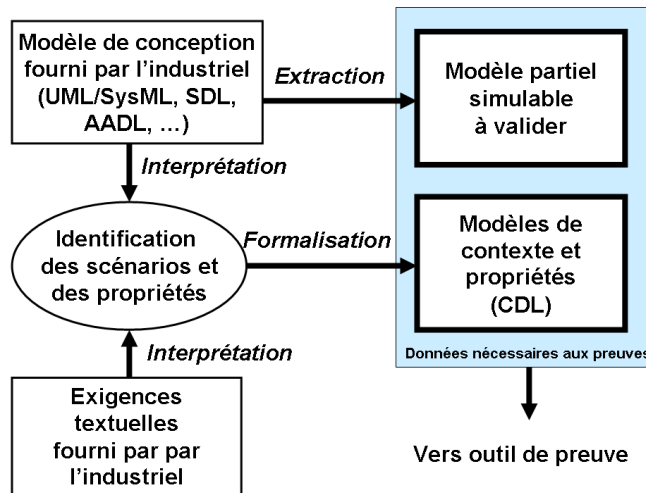 Modèle de conception
fourni par l'industriel
(UML/SysML, SDL,
AADL, …)
Extraction
Modèle partiel
simulable
à valider
Interprétation
Identification
des scénarios et
des propriétés
Formalisation
Modèles de
contexte et
propriétés
(CDL)
Données nécessaires aux preuves
Interprétation
Exigences
textuelles
fourni par par
l'industriel
Vers outil de preuve